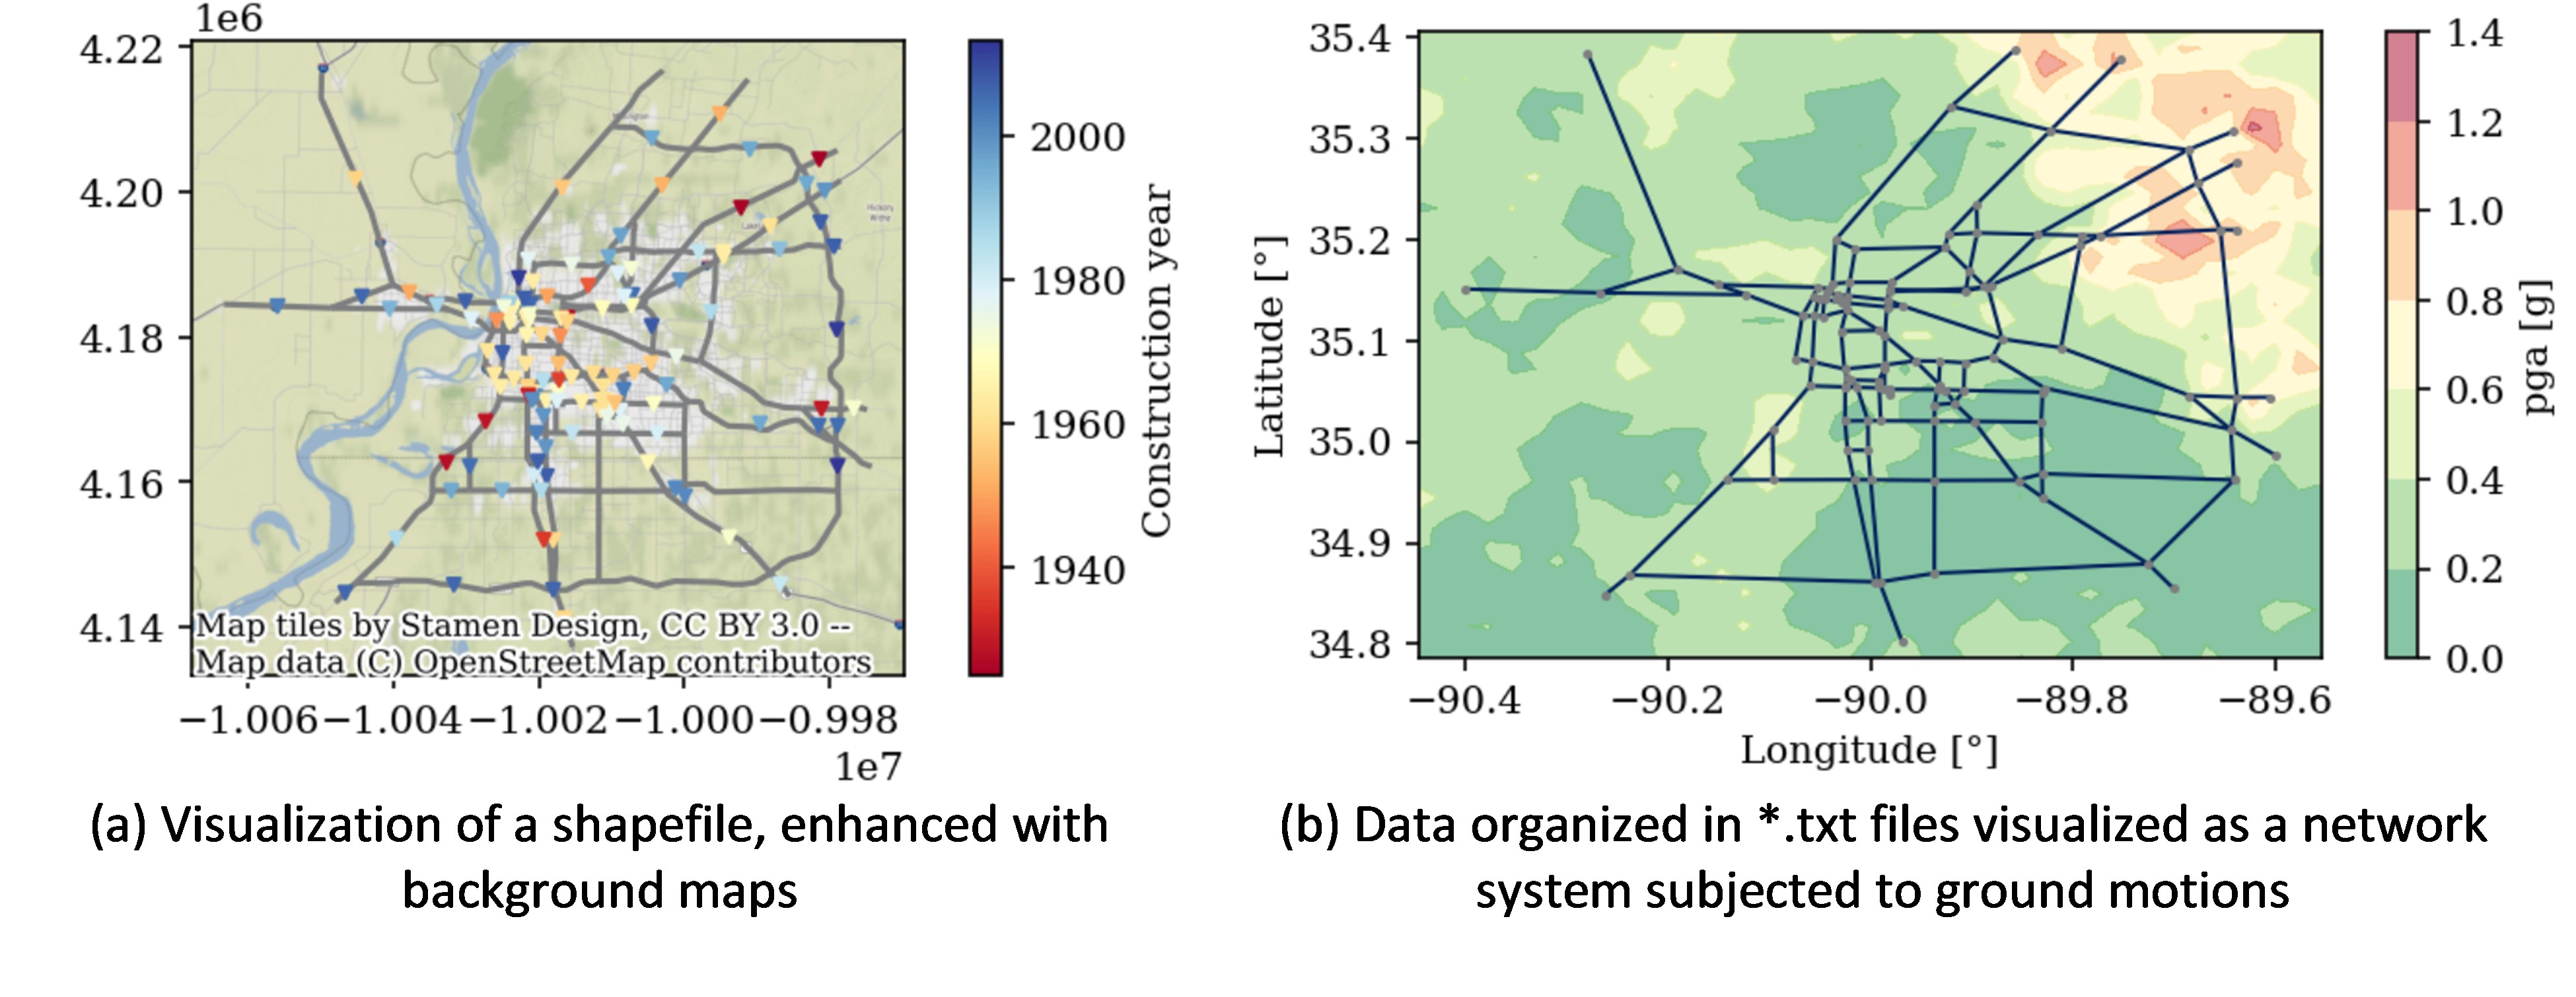 1e6
4.22
4.20
4.18
4.16
4.14
Map tiles by Stamen Design, CC BY 3.0 --
Map data (C) OpenStreetMap contributors
−1.006 −1.004 −1.002 −1.000 −0.998
1e7
2000
1980
1960
1940
Construction year
(a) Visualization of a shapefile, enhanced with
background maps
35.4
35.3
35.2
35.1
35.0
34.9
34.8
Latitude [°]
−90.4 −90.2 −90.0 −89.8 −89.6
Longitude [°]
1.4
1.2
1.0
0.8
0.6
0.4
0.2
0.0
pga [g]
(b) Data organized in *.txt files visualized as a network
system subjected to ground motions